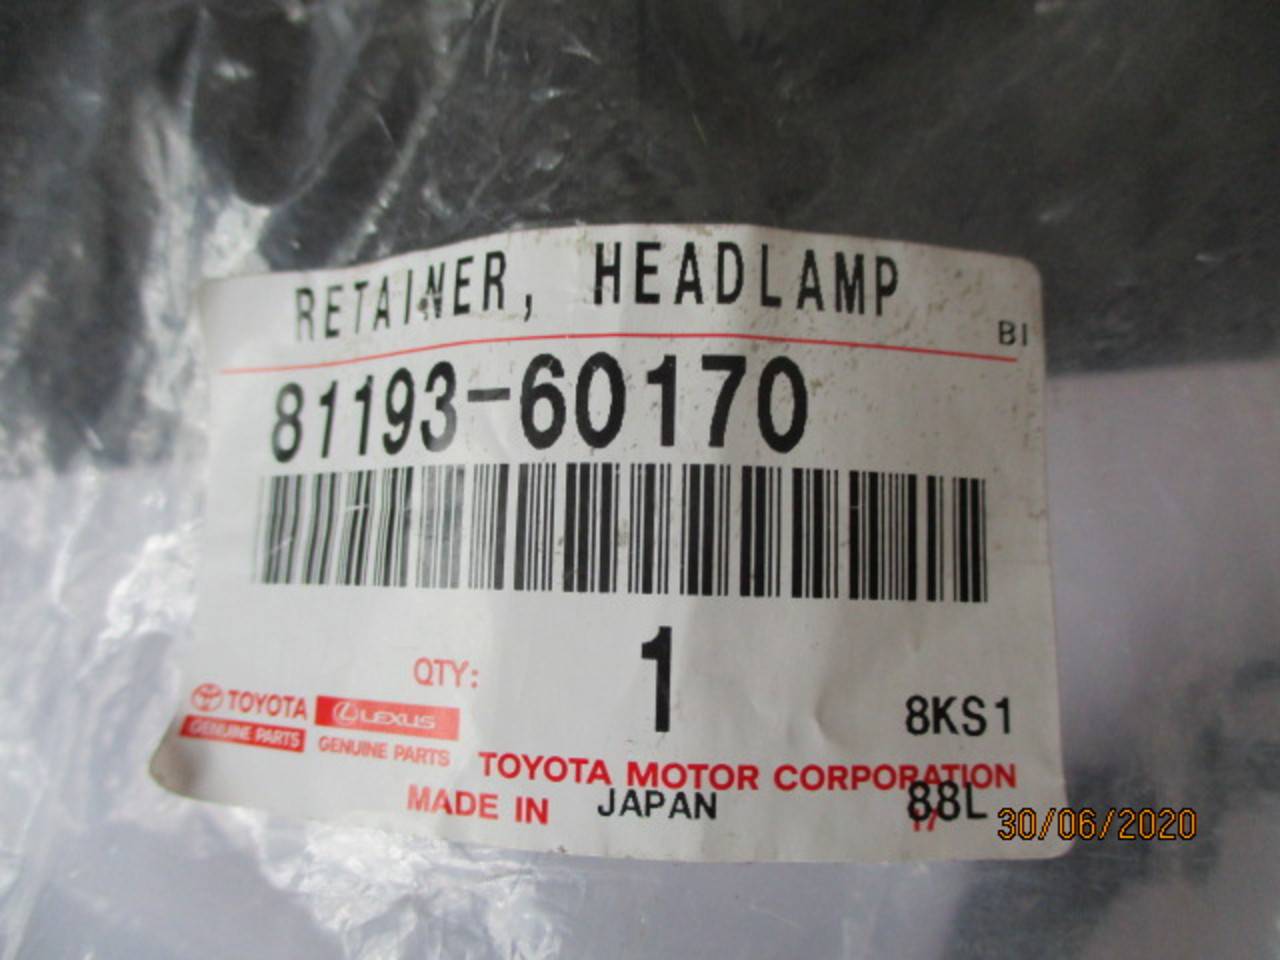 RETAINER, HEADLAMP
BI
81193-60170
QTY: 1
8KS1
TOYOTA LEXUS
GENUINE PARTS GENUINE PARTS
TOYOTA MOTOR CORPORATION
MADE IN JAPAN 88L
17
30/06/2020